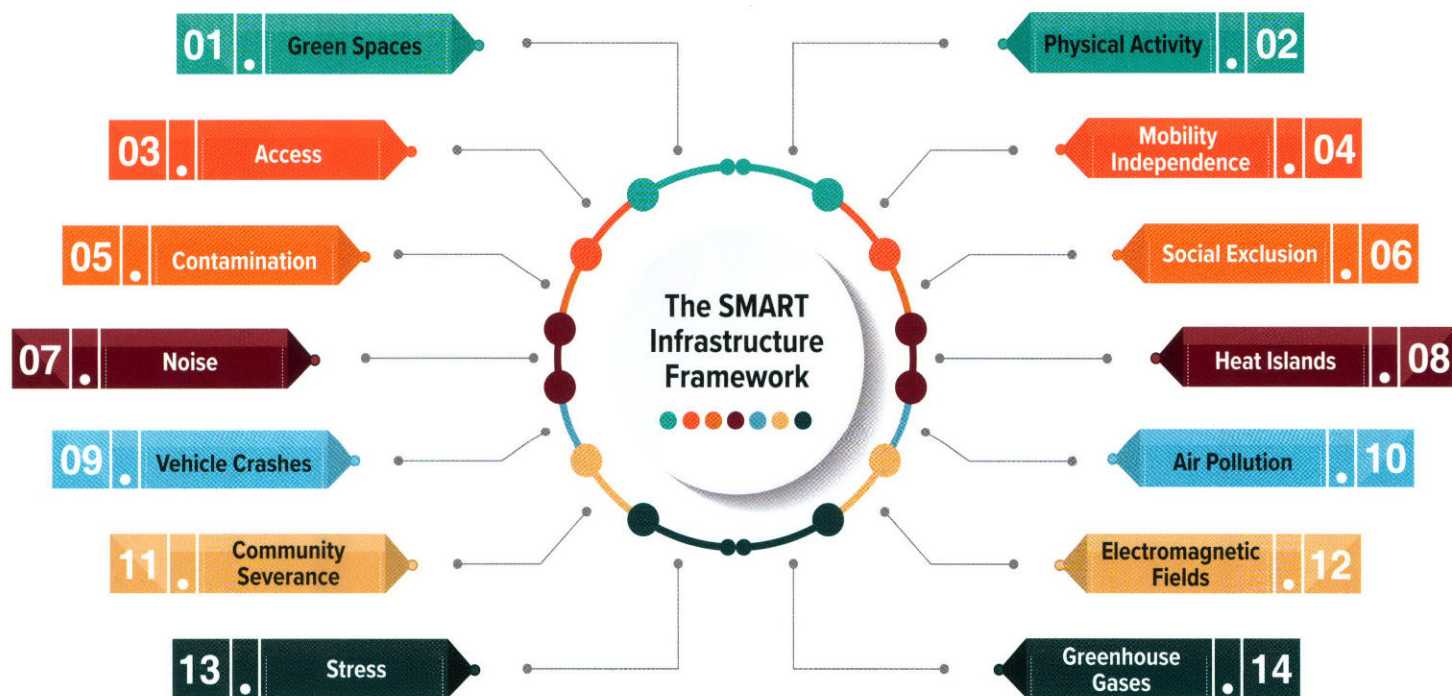 01 Green Spaces
Physical Activity 02
03 Access
Mobility
Independence 04
05 Contamination
Social Exclusion 06
The SMART
Infrastructure
Framework
07 Noise
Heat Islands 08
09 Vehicle Crashes
Air Pollution 10
11 Community
Severance
Electromagnetic
Fields 12
13 Stress
Greenhouse
Gases 14